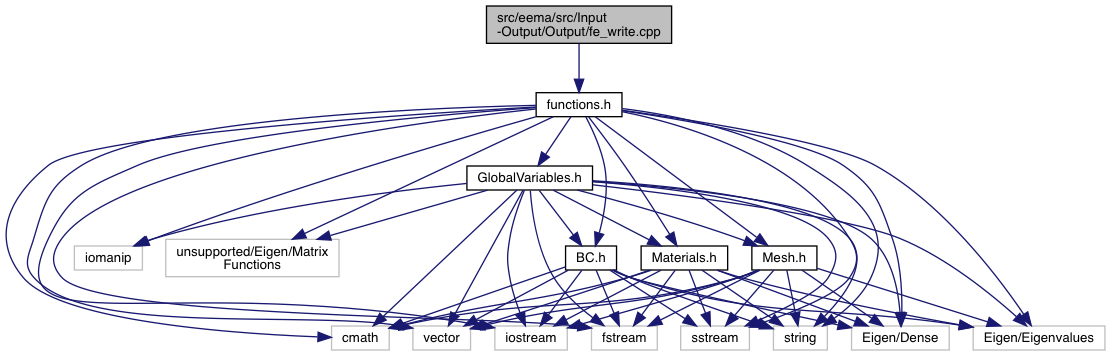 src/eema/src/Input
-Output/Output/fe_write.cpp
functions.h
GlobalVariables.h
iomanip
unsupported/Eigen/Matrix
Functions
BC.h
Materials.h
Mesh.h
cmath
vector
iostream
fstream
sstream
string
Eigen/Dense
Eigen/Eigenvalues